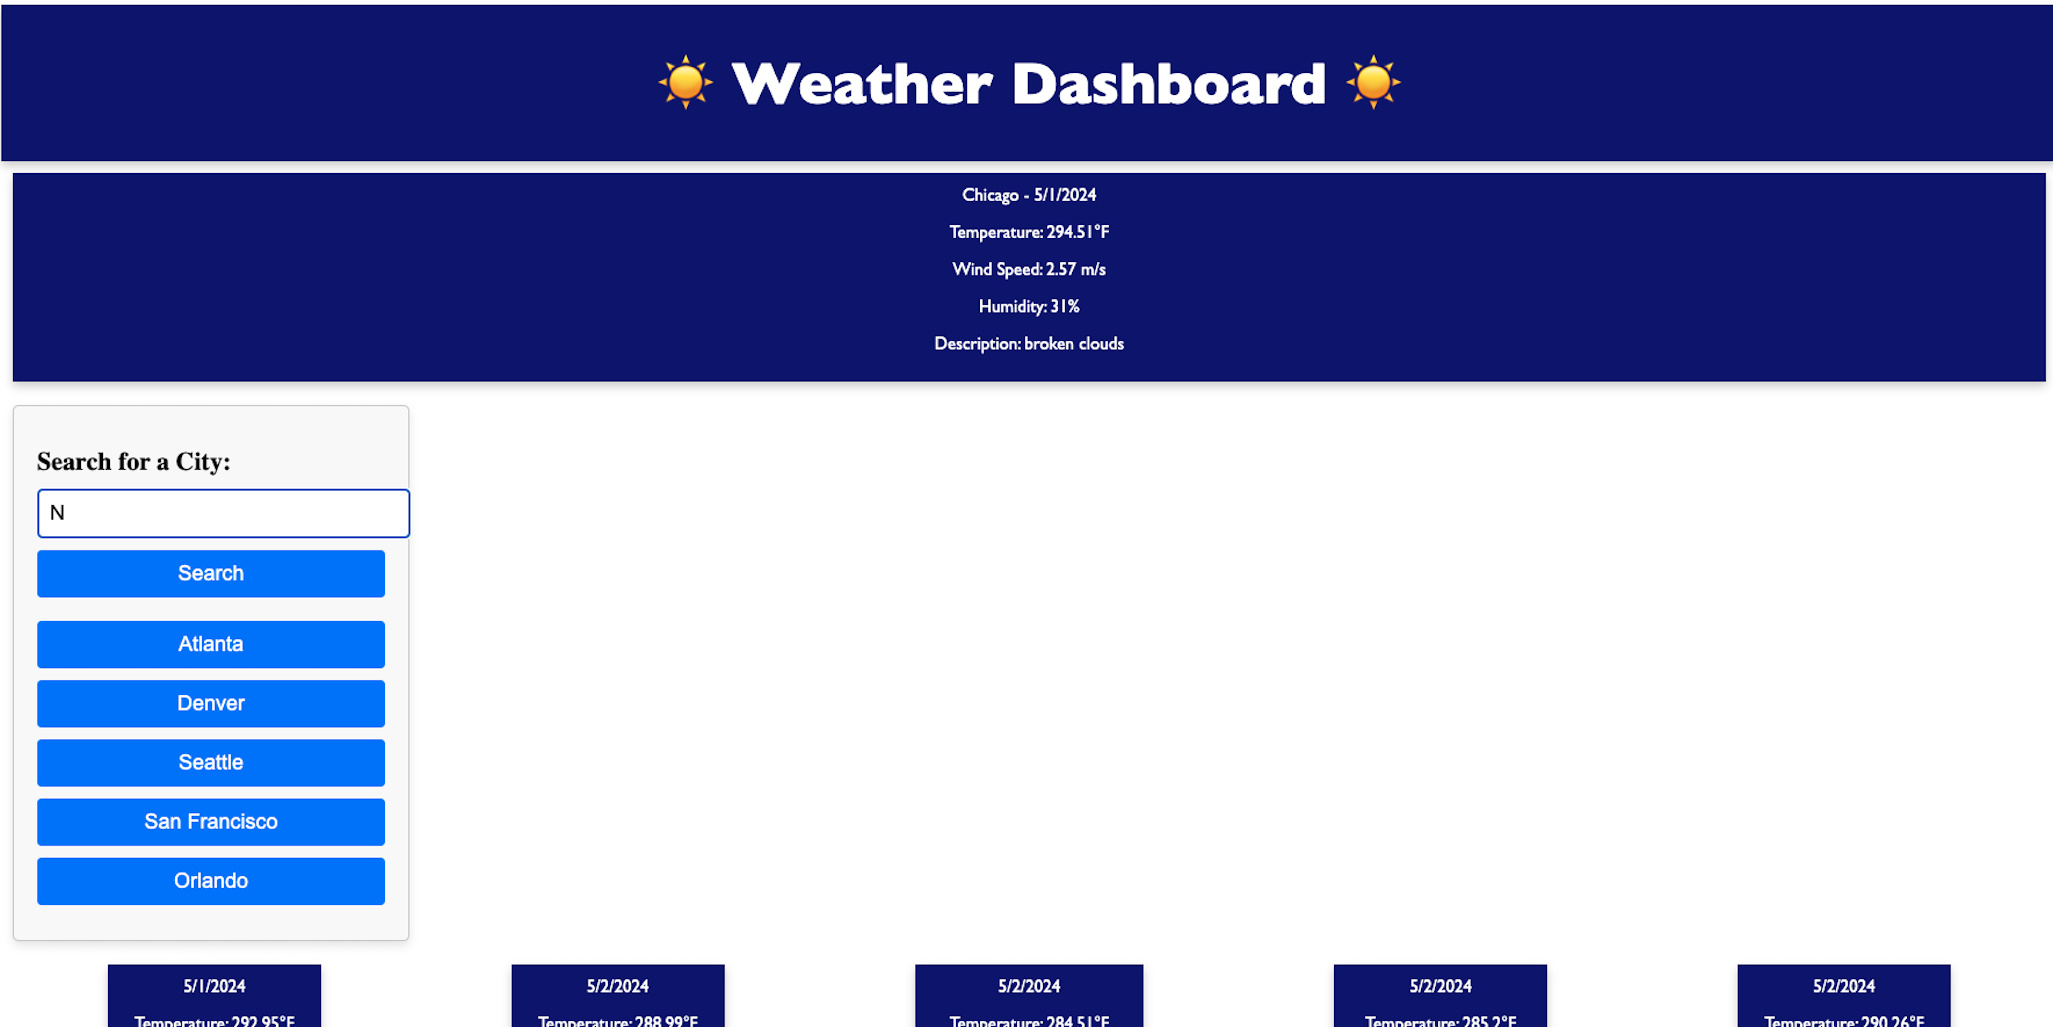 ☀️ Weather Dashboard ☀️
Chicago - 5/1/2024
Temperature: 294.51°F
Wind Speed: 2.57 m/s
Humidity: 31%
Description: broken clouds
Search for a City:
N
Search
Atlanta
Denver
Seattle
San Francisco
Orlando
5/1/2024 5/2/2024 5/2/2024 5/2/2024 5/2/2024
Temperature: 292.95°F Temperature: 288.99°F Temperature: 284.51°F Temperature: 285.2°F Temperature: 290.26°F